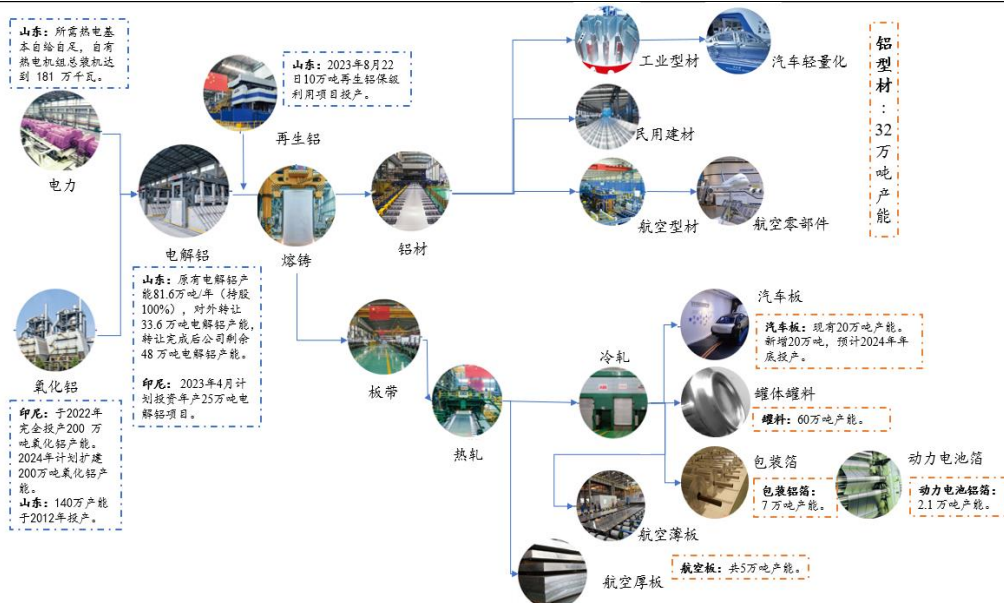 山东：所需热电基
本自给自足，自有
热电机组总装机达
到 181 万千瓦。
电力
山东：2023年8月22
日10万吨再生铝保级
利用项目投产。
再生铝
工业型材
汽车轻量化
民用建材
航空型材
航空零部件
铝型材：32万吨产能
电解铝
熔铸
铝材
山东：原有电解铝产
能81.6万吨/年（持股
100%），对外转让
33.6 万吨电解铝产能，
转让完成后公司剩余
48 万吨电解铝产能。
印尼：2023年4月计
划投资年产25万吨电
解铝项目。
氧化铝
印尼：于2022年
完全投产200 万
吨氧化铝产能。
2024年计划扩建
200万吨氧化铝产
能。
山东：140万产能
于2012年投产。
板带
热轧
冷轧
汽车板
汽车板：现有20万吨产能。
新增20万吨，预计2024年年
底投产。
罐体罐料
罐料：60万吨产能。
包装箔
包装铝箔：
7 万吨产能。
动力电池箔
动力电池铝箔：
2.1 万吨产能。
航空薄板
航空厚板
航空板：共5万吨产能。